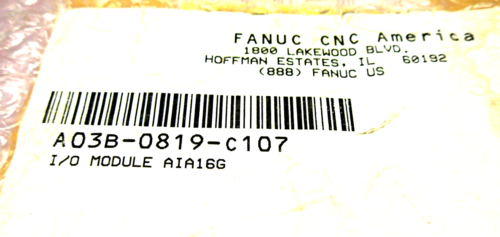 FANUC CNC America
1800 LAKEWOOD BLVD.
HOFFMAN ESTATES, IL 60192
(888) FANUC US
A03B-0819-C107
I/O MODULE AIA16G